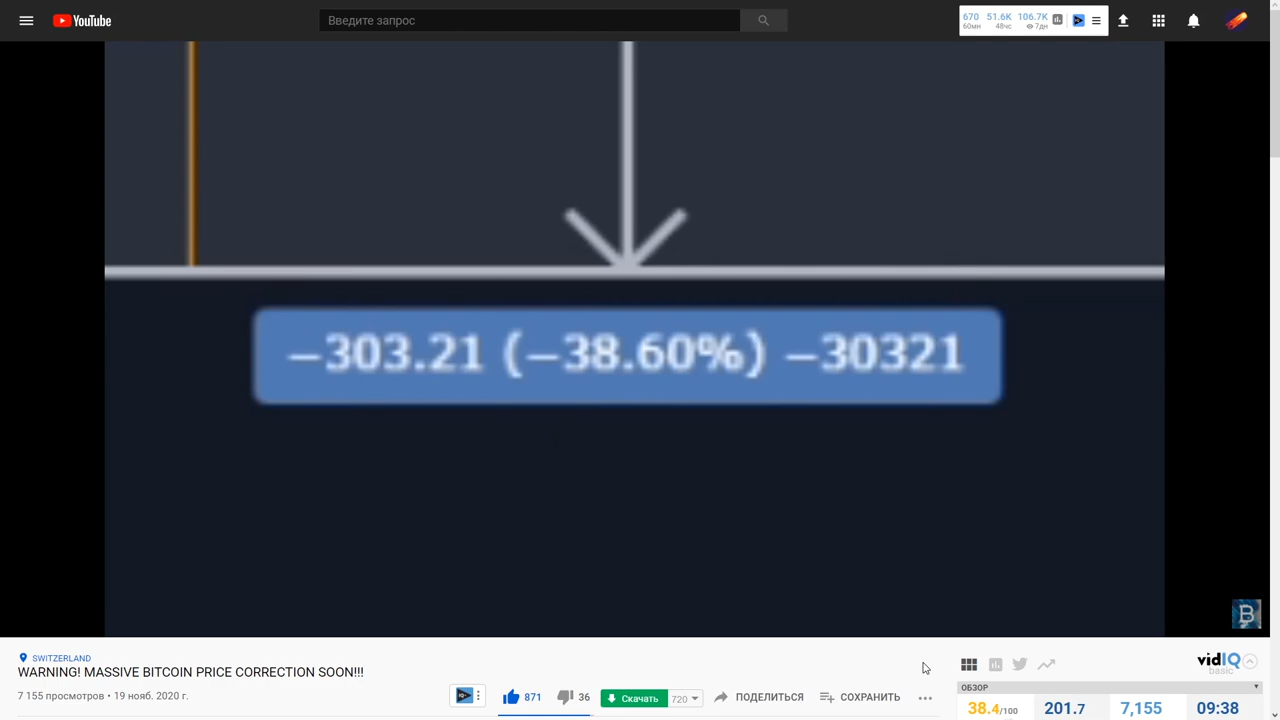 YouTube
Введите запрос
670 51.6K 106.7K
60мн 48чс 7дн
–303.21 (–38.60%) –30321
SWITZERLAND
WARNING! MASSIVE BITCOIN PRICE CORRECTION SOON!!!
7 155 просмотров • 19 нояб. 2020 г.
871 36 Скачать 720 ПОДЕЛИТЬСЯ СОХРАНИТЬ
vidIQ
basic
ОБЗОР
38.4/100 201.7 7,155 09:38